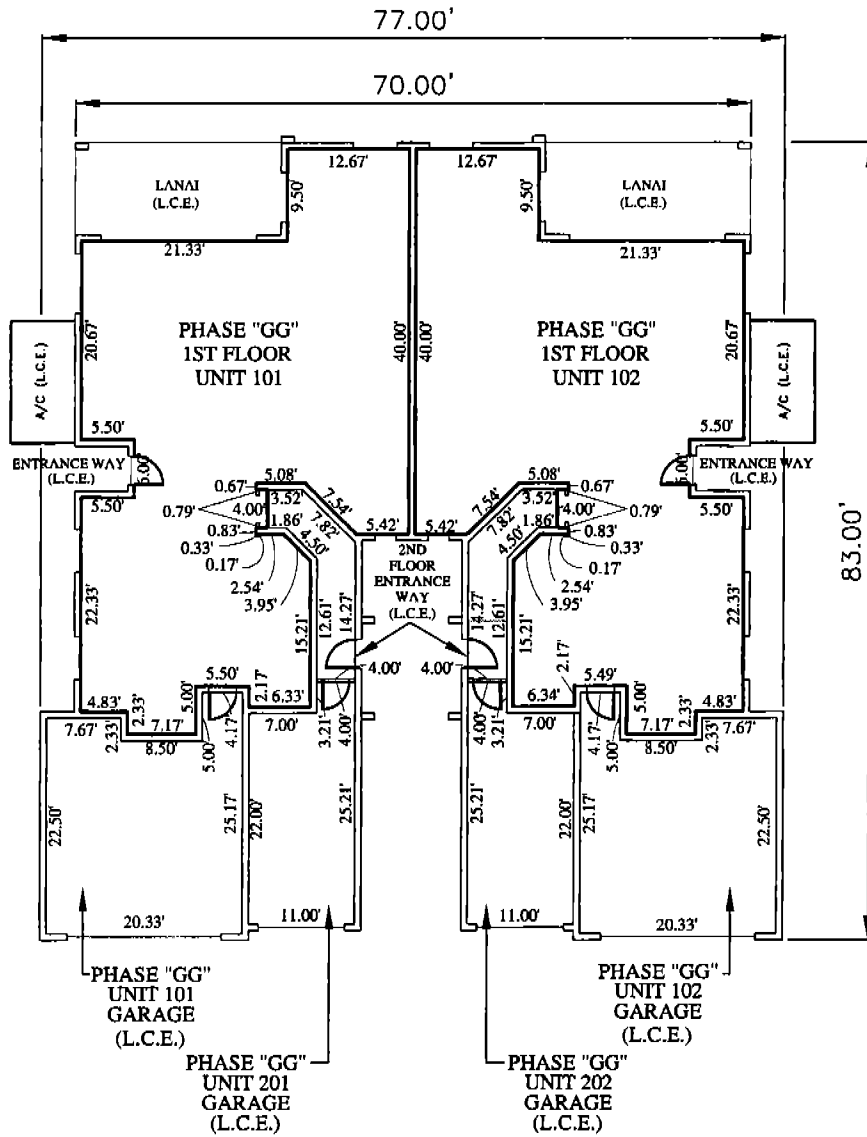 77.00'
70.00'
12.67' 12.67'
LANAI
(L.C.E.)
9.50'
9.50'
LANAI
(L.C.E.)
21.33' 21.33'
PHASE "GG"
1ST FLOOR
UNIT 101
PHASE "GG"
1ST FLOOR
UNIT 102
20.67' 40.00' 40.00' 20.67'
A/C (L.C.E.)
A/C (L.C.E.)
5.50' 5.50'
ENTRANCE WAY
(L.C.E.)
5.00'
5.00'
ENTRANCE WAY
(L.C.E.)
5.50' 5.50'
5.08' 5.08'
0.67' 3.52' 7.54' 7.54' 3.52' 0.67'
0.79' 4.00' 7.82' 7.82' 4.00' 0.79'
0.83' 1.86' 4.50' 5.42' 5.42' 4.50' 1.86' 0.83'
0.33' 0.33'
0.17' 0.17'
2.54' 2.54'
3.95' 3.95'
2ND
FLOOR
ENTRANCE
WAY
(L.C.E.)
83.00'
22.33' 15.21' 12.61' 14.27' 14.27' 12.61' 15.21' 22.33'
4.00' 4.00'
5.50' 2.17' 2.17' 5.49'
4.83' 2.33' 5.00' 6.33' 6.34' 5.00' 2.33' 4.83'
7.67' 2.33' 7.17' 4.17' 7.00' 3.21' 4.00' 4.00' 3.21' 7.00' 4.17' 7.17' 2.33' 7.67'
8.50' 5.00' 5.00' 8.50'
22.50' 25.17' 22.00' 25.21' 25.21' 22.00' 25.17' 22.50'
20.33' 11.00' 11.00' 20.33'
PHASE "GG"
UNIT 101
GARAGE
(L.C.E.)
PHASE "GG"
UNIT 102
GARAGE
(L.C.E.)
PHASE "GG"
UNIT 201
GARAGE
(L.C.E.)
PHASE "GG"
UNIT 202
GARAGE
(L.C.E.)